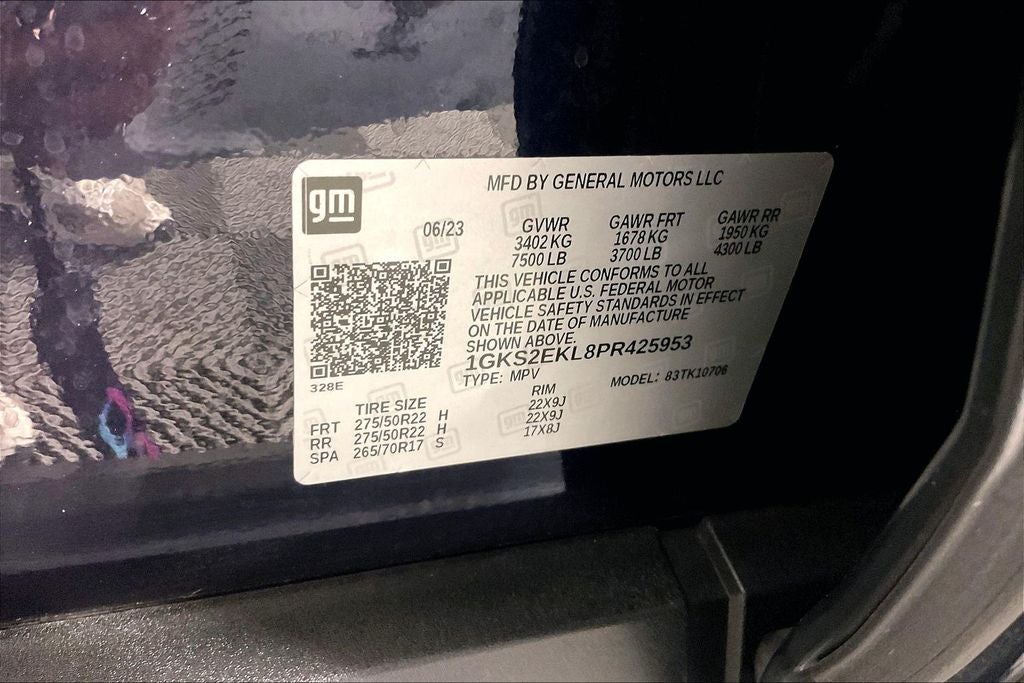 gm
MFD BY GENERAL MOTORS LLC
06/23 GVWR GAWR FRT GAWR RR
3402 KG 1678 KG 1950 KG
7500 LB 3700 LB 4300 LB
THIS VEHICLE CONFORMS TO ALL
APPLICABLE U.S. FEDERAL MOTOR
VEHICLE SAFETY STANDARDS IN EFFECT
ON THE DATE OF MANUFACTURE
SHOWN ABOVE.
1GKS2EKL8PR425953
TYPE: MPV MODEL: 83TK10706
328E
TIRE SIZE RIM
FRT 275/50R22 H 22X9J
RR 275/50R22 H 22X9J
SPA 265/70R17 S 17X8J